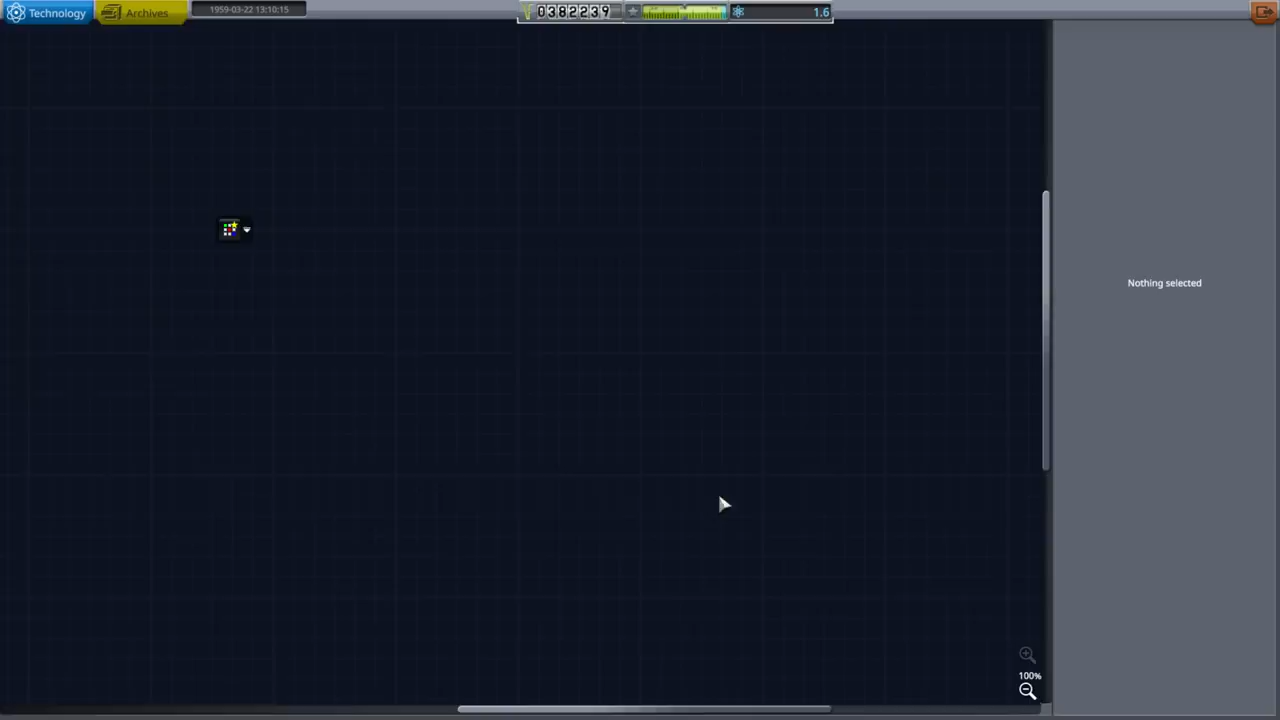 Technology
Archives
1959-03-22 13:10:15
0382239
1.6
Nothing selected
100%